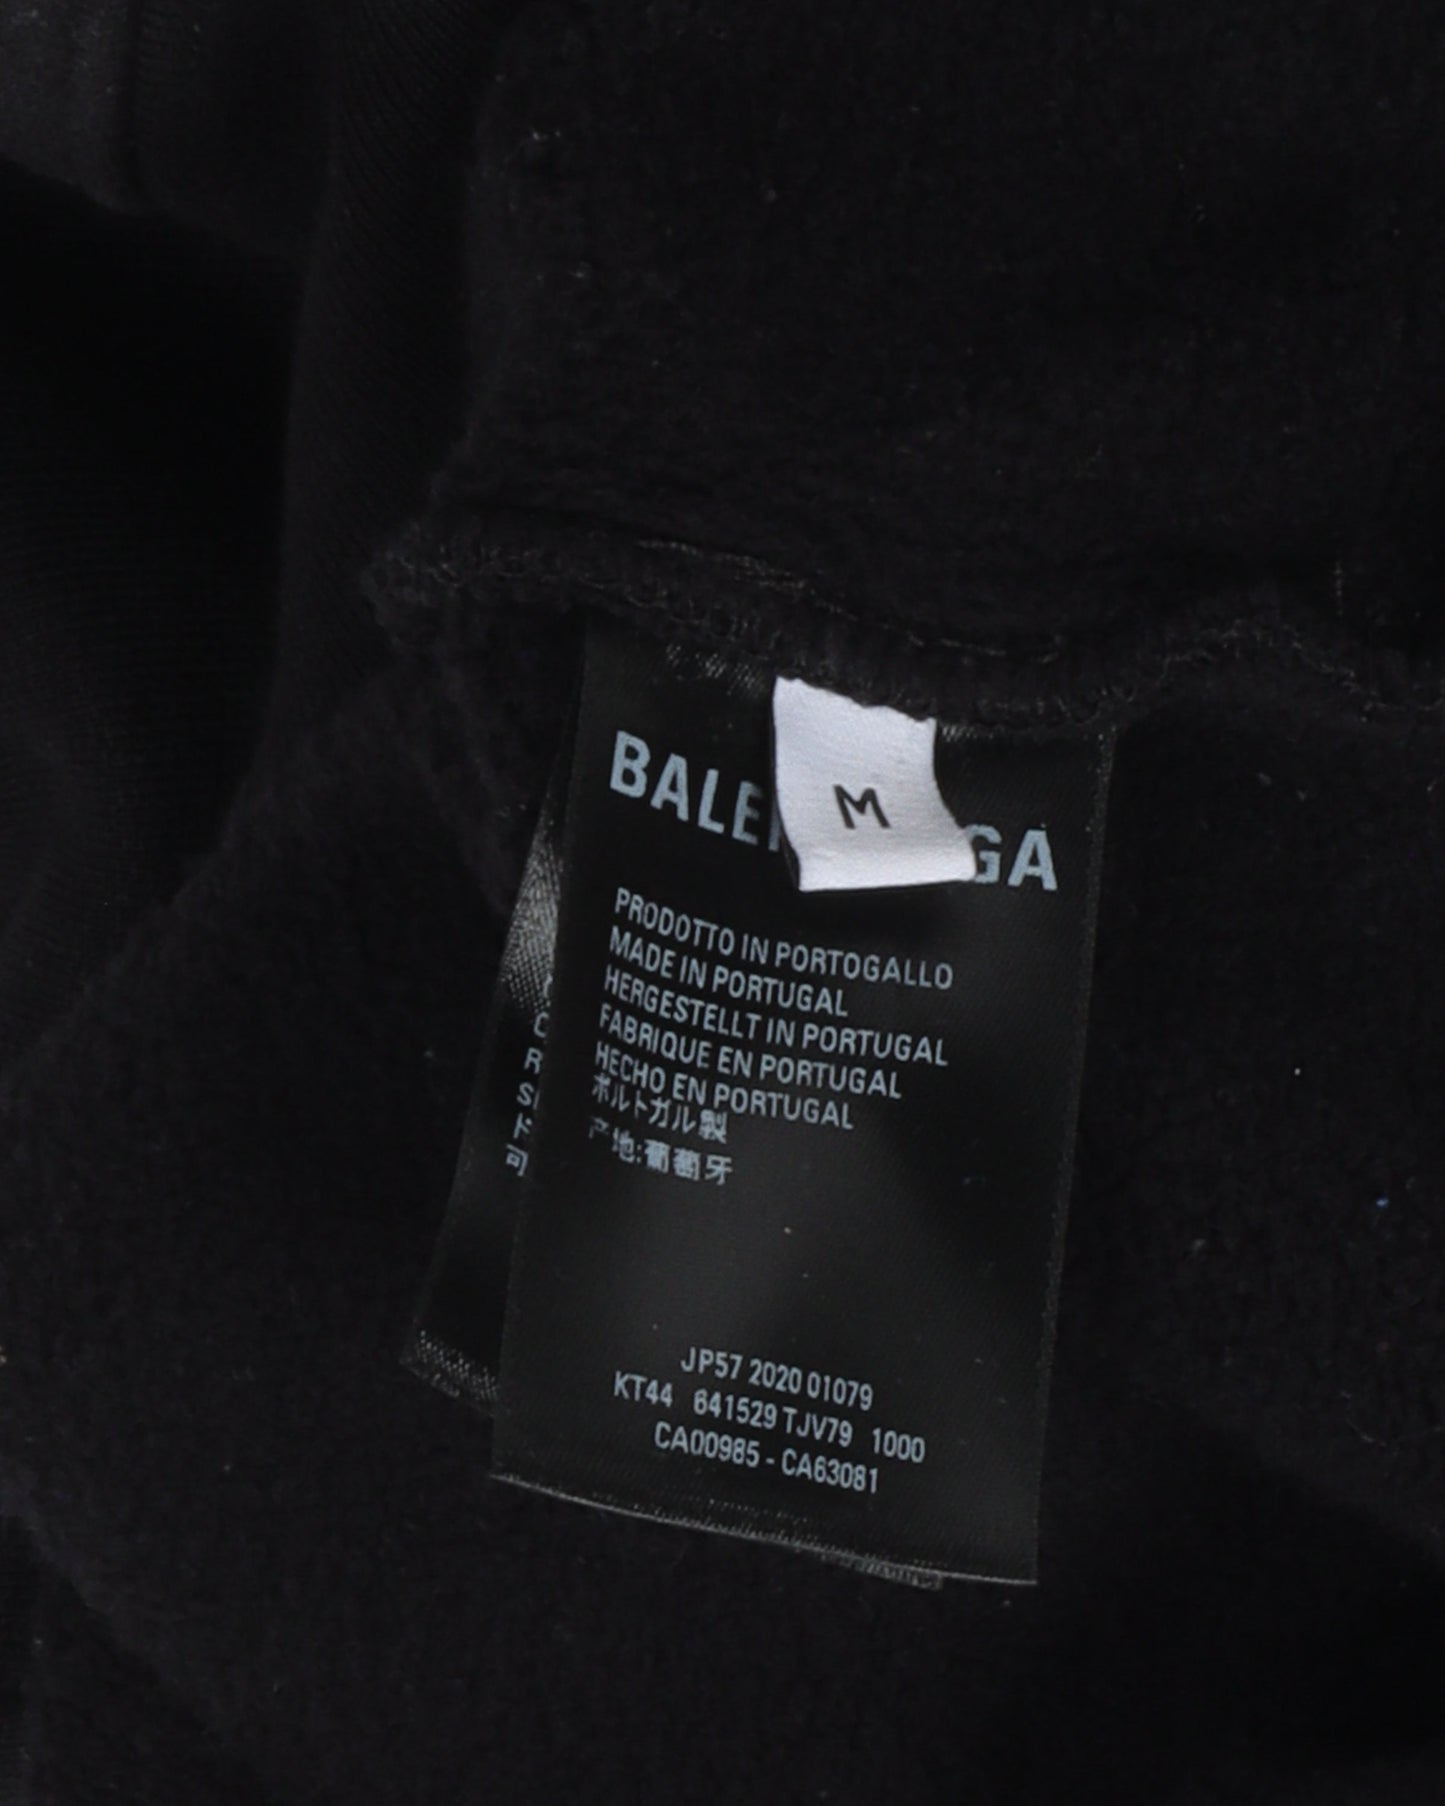 M
BALE GA
PRODOTTO IN PORTOGALLO
MADE IN PORTUGAL
HERGESTELLT IN PORTUGAL
FABRIQUE EN PORTUGAL
HECHO EN PORTUGAL
ポルトガル製
产地:葡萄牙
JP57 2020 01079
KT44 641529 TJV79 1000
CA00985 - CA63081